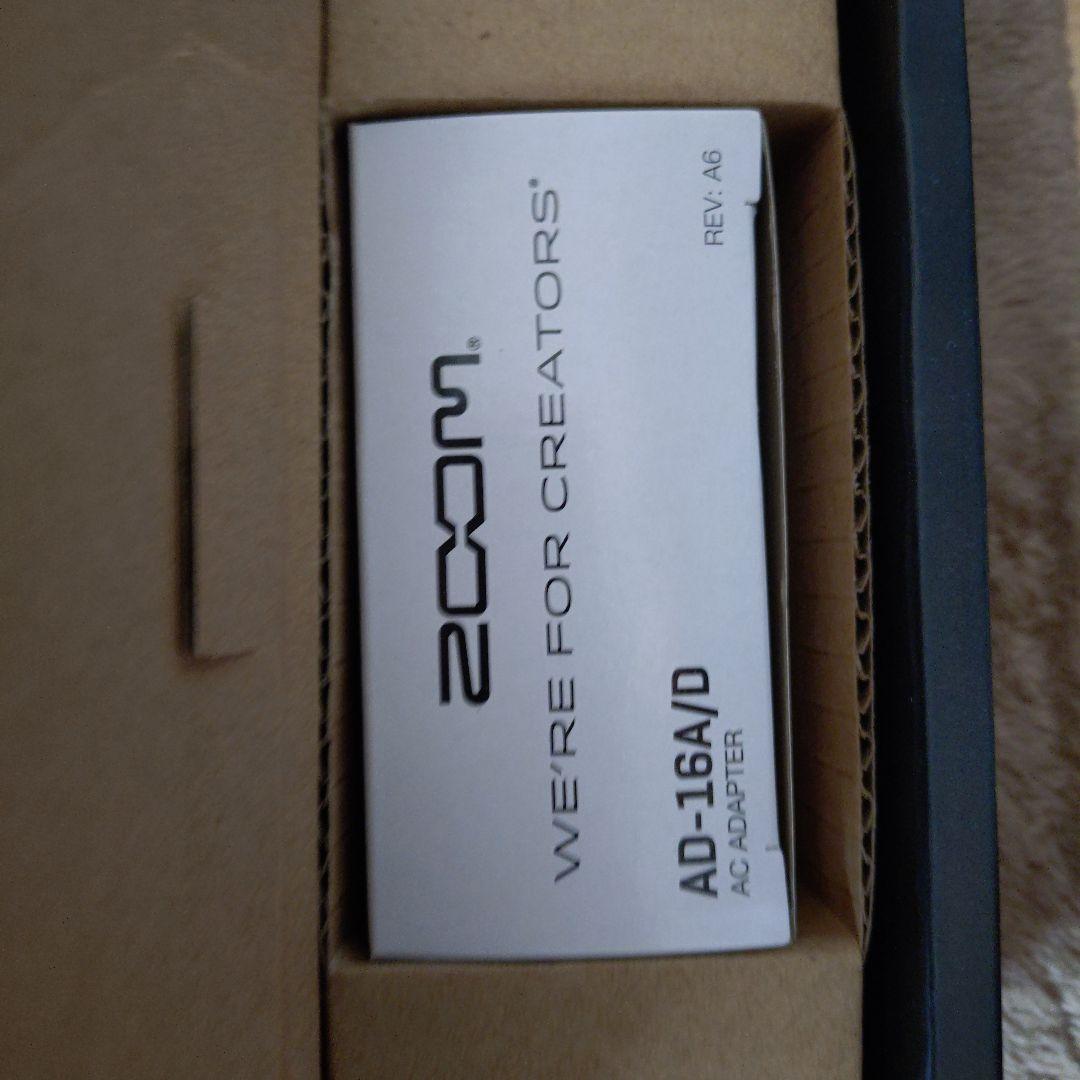 ZOOM®
WE'RE FOR CREATORS®
AD-16A/D
AC ADAPTER
REV: A6